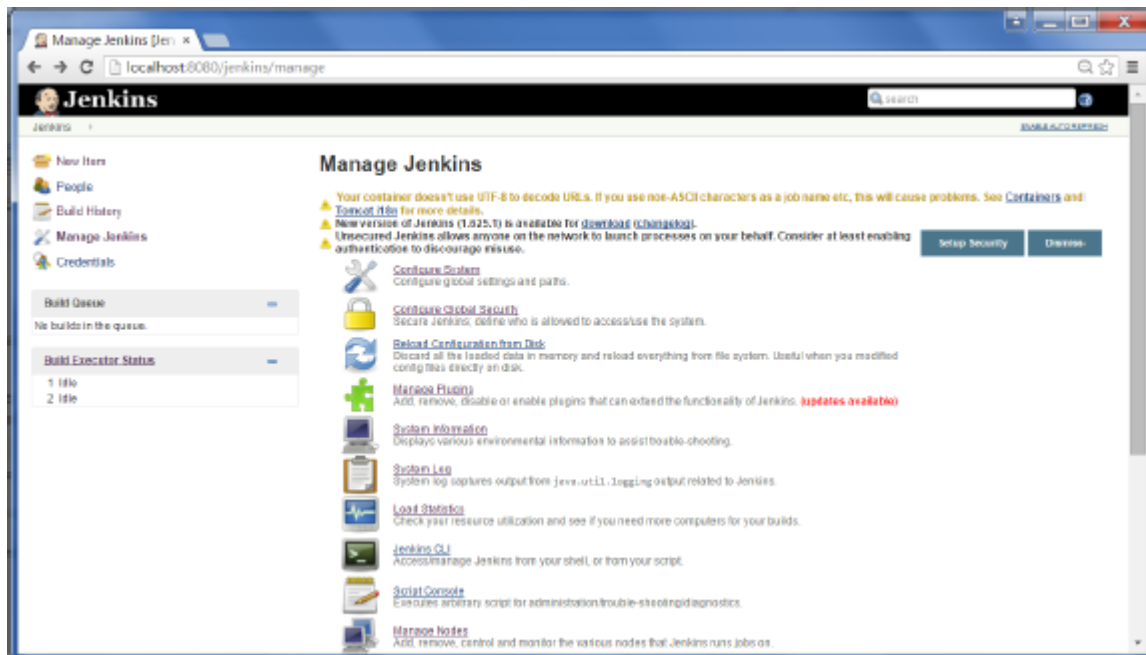 Manage Jenkins [Jen
localhost:8080/jenkins/manage
Jenkins
search
Jenkins
ENABLE AUTO REFRESH
New Item
People
Build History
Manage Jenkins
Credentials
Build Queue
No builds in the queue.
Build Executor Status
1 Idle
2 Idle
Manage Jenkins
Your container doesn't use UTF-8 to decode URLs. If you use non-ASCII characters as a job name etc, this will cause problems. See Containers and
Tomcat i18n for more details.
New version of Jenkins (1.625.1) is available for download (changelog).
Unsecured Jenkins allows anyone on the network to launch processes on your behalf. Consider at least enabling
authentication to discourage misuse.
Setup Security
Dismiss
Configure System
Configure global settings and paths.
Configure Global Security
Secure Jenkins; define who is allowed to access/use the system.
Reload Configuration from Disk
Discard all the loaded data in memory and reload everything from file system. Useful when you modified
config files directly on disk.
Manage Plugins
Add, remove, disable or enable plugins that can extend the functionality of Jenkins. (updates available)
System Information
Displays various environmental information to assist trouble-shooting.
System Log
System log captures output from java.util.logging output related to Jenkins.
Load Statistics
Check your resource utilization and see if you need more computers for your builds.
Jenkins CLI
Access/manage Jenkins from your shell, or from your script.
Script Console
Executes arbitrary script for administration/trouble-shooting/diagnostics.
Manage Nodes
Add, remove, control and monitor the various nodes that Jenkins runs jobs on.